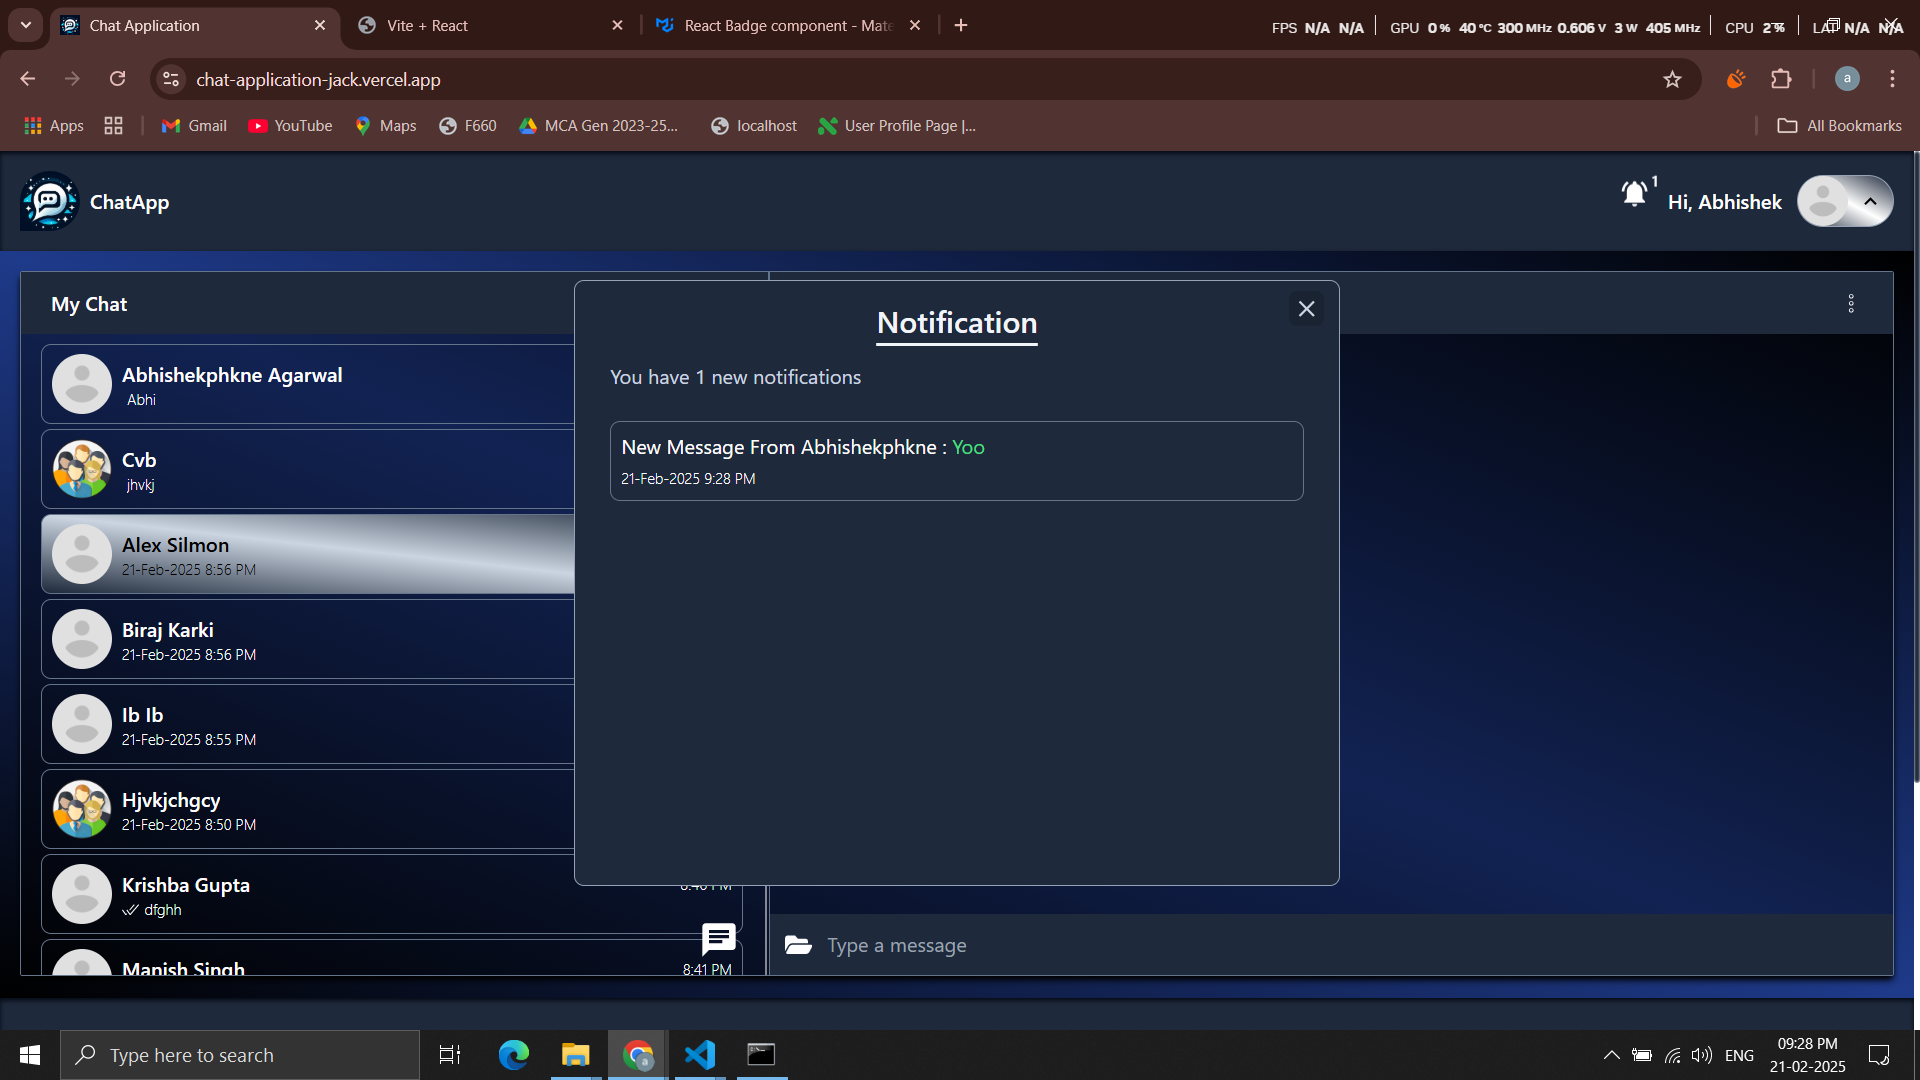 Chat Application
Vite + React
React Badge component - Mate
FPS N/A N/A
GPU 0 % 40 °C 300 MHz 0.606 V 3 W 405 MHz
CPU 2 %
LAT N/A N/A
chat-application-jack.vercel.app
a
Apps
Gmail
YouTube
Maps
F660
MCA Gen 2023-25...
localhost
User Profile Page |...
All Bookmarks
ChatApp
1
Hi, Abhishek
My Chat
Abhishekphkne Agarwal
Abhi
Cvb
jhvkj
Alex Silmon
21-Feb-2025 8:56 PM
Biraj Karki
21-Feb-2025 8:56 PM
Ib Ib
21-Feb-2025 8:55 PM
Hjvkjchgcy
21-Feb-2025 8:50 PM
Krishba Gupta
dfghh
Manish Singh
8:41 PM
Notification
You have 1 new notifications
New Message From Abhishekphkne : Yoo
21-Feb-2025 9:28 PM
Type a message
Type here to search
ENG
09:28 PM
21-02-2025